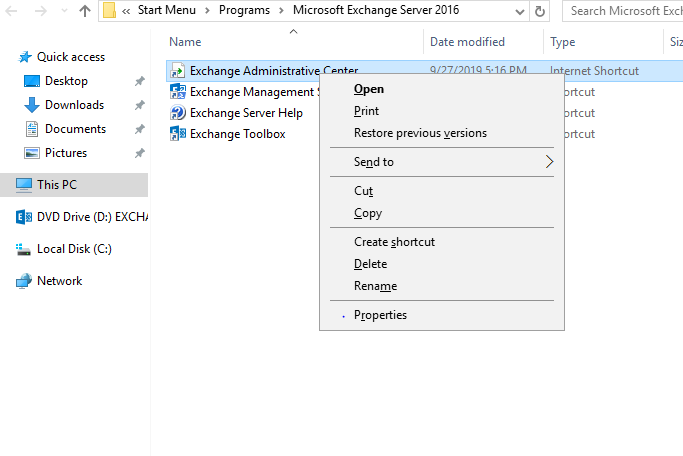 « Start Menu > Programs > Microsoft Exchange Server 2016
Search Microsoft Exc
Name Date modified Type Siz
Quick access
Desktop
Downloads
Documents
Pictures
This PC
DVD Drive (D:) EXCHA
Local Disk (C:)
Network
Exchange Administrative Center 9/27/2019 5:16 PM Internet Shortcut
Exchange Management S hortcut
Exchange Server Help hortcut
Exchange Toolbox hortcut
Open
Print
Restore previous versions
Send to
Cut
Copy
Create shortcut
Delete
Rename
Properties